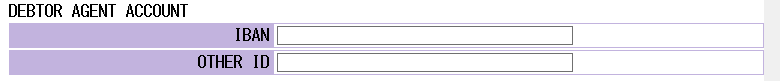 DEBTOR AGENT ACCOUNT
IBAN
OTHER ID